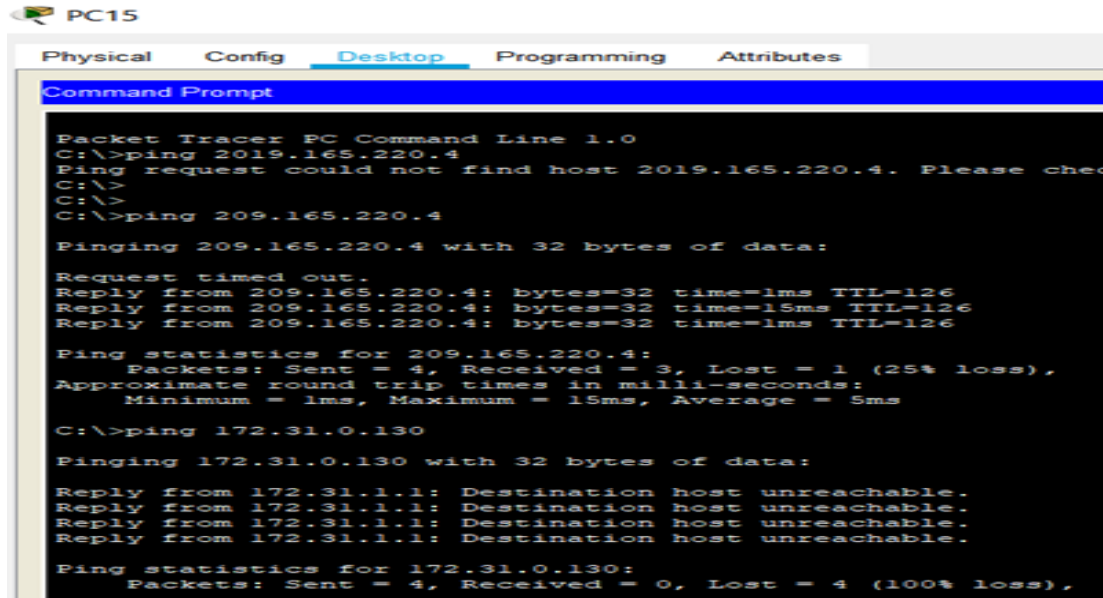 PC15
Physical Config Desktop Programming Attributes
Command Prompt
Packet Tracer PC Command Line 1.0
C:\>ping 2019.165.220.4
Ping request could not find host 2019.165.220.4. Please chec
C:\>
C:\>
C:\>ping 209.165.220.4
Pinging 209.165.220.4 with 32 bytes of data:
Request timed out.
Reply from 209.165.220.4: bytes=32 time=1ms TTL=126
Reply from 209.165.220.4: bytes=32 time=15ms TTL=126
Reply from 209.165.220.4: bytes=32 time=1ms TTL=126
Ping statistics for 209.165.220.4:
Packets: Sent = 4, Received = 3, Lost = 1 (25% loss),
Approximate round trip times in milli-seconds:
Minimum = 1ms, Maximum = 15ms, Average = 5ms
C:\>ping 172.31.0.130
Pinging 172.31.0.130 with 32 bytes of data:
Reply from 172.31.1.1: Destination host unreachable.
Reply from 172.31.1.1: Destination host unreachable.
Reply from 172.31.1.1: Destination host unreachable.
Reply from 172.31.1.1: Destination host unreachable.
Ping statistics for 172.31.0.130:
Packets: Sent = 4, Received = 0, Lost = 4 (100% loss),